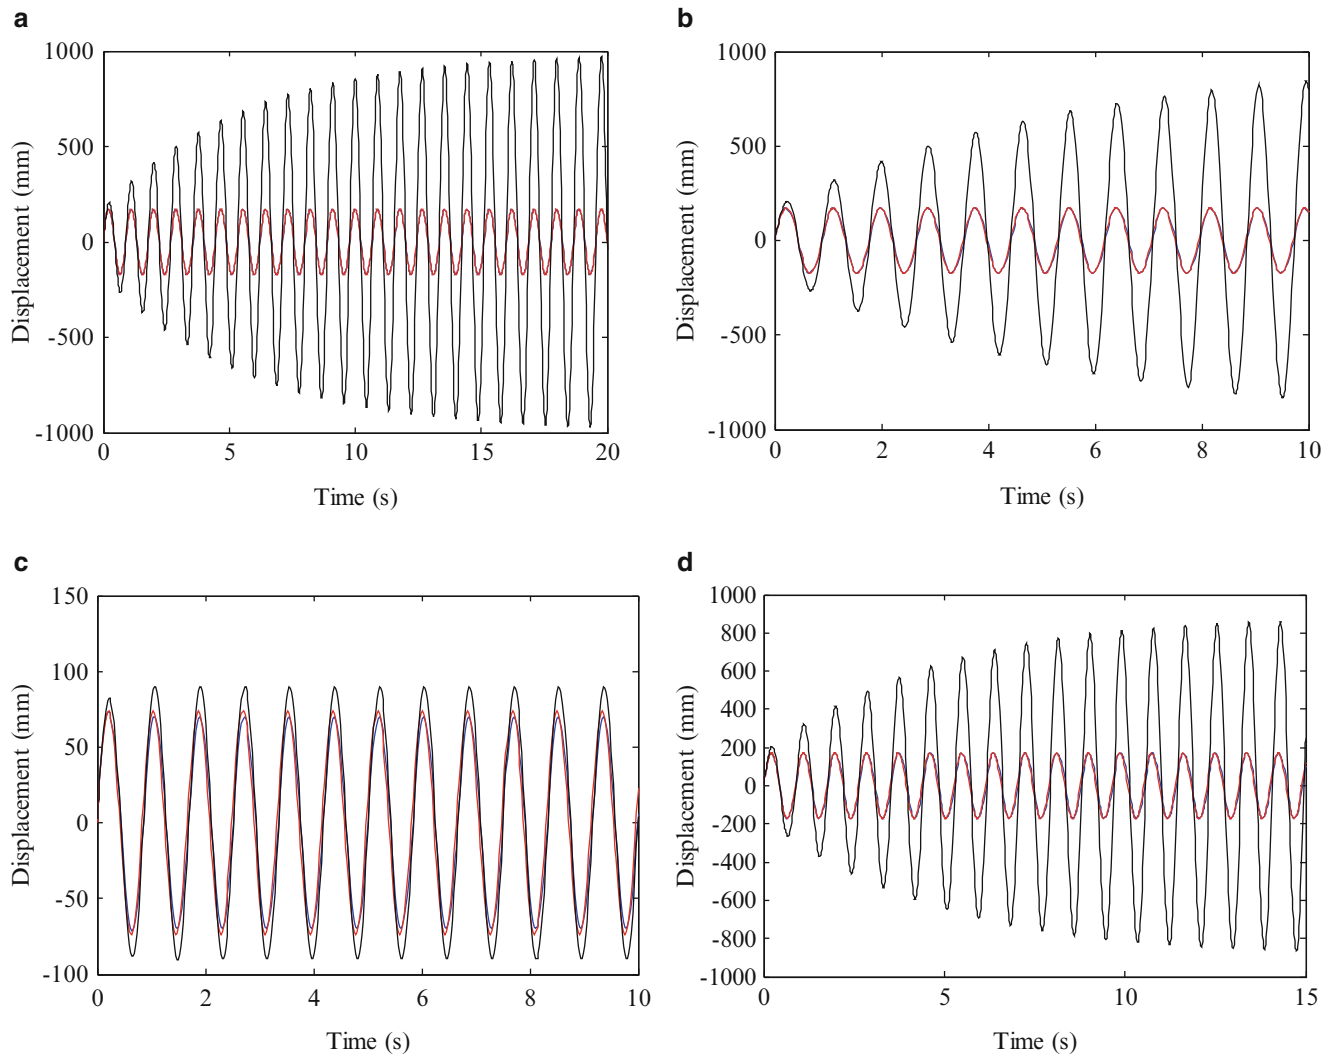 a
1000
500
0
-500
-1000
Displacement (mm)
0 5 10 15 20
Time (s)
b
1000
500
0
-500
-1000
Displacement (mm)
0 2 4 6 8 10
Time (s)
c
150
100
50
0
-50
-100
Displacement (mm)
0 2 4 6 8 10
Time (s)
d
1000
800
600
400
200
0
-200
-400
-600
-800
-1000
Displacement (mm)
0 5 10 15
Time (s)